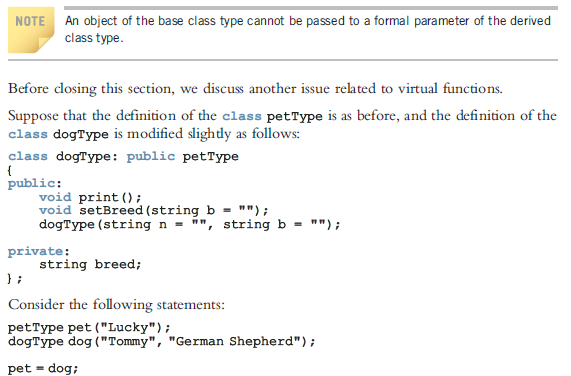 NOTE
An object of the base class type cannot be passed to a formal parameter of the derived
class type.
Before closing this section, we discuss another issue related to virtual functions.
Suppose that the definition of the class petType is as before, and the definition of the
class dogType is modified slightly as follows:
class dogType: public petType
{
public:
    void print();
    void setBreed(string b = "");
    dogType(string n = "", string b = "");
private:
    string breed;
};
Consider the following statements:
petType pet("Lucky");
dogType dog("Tommy", "German Shepherd");
pet = dog;